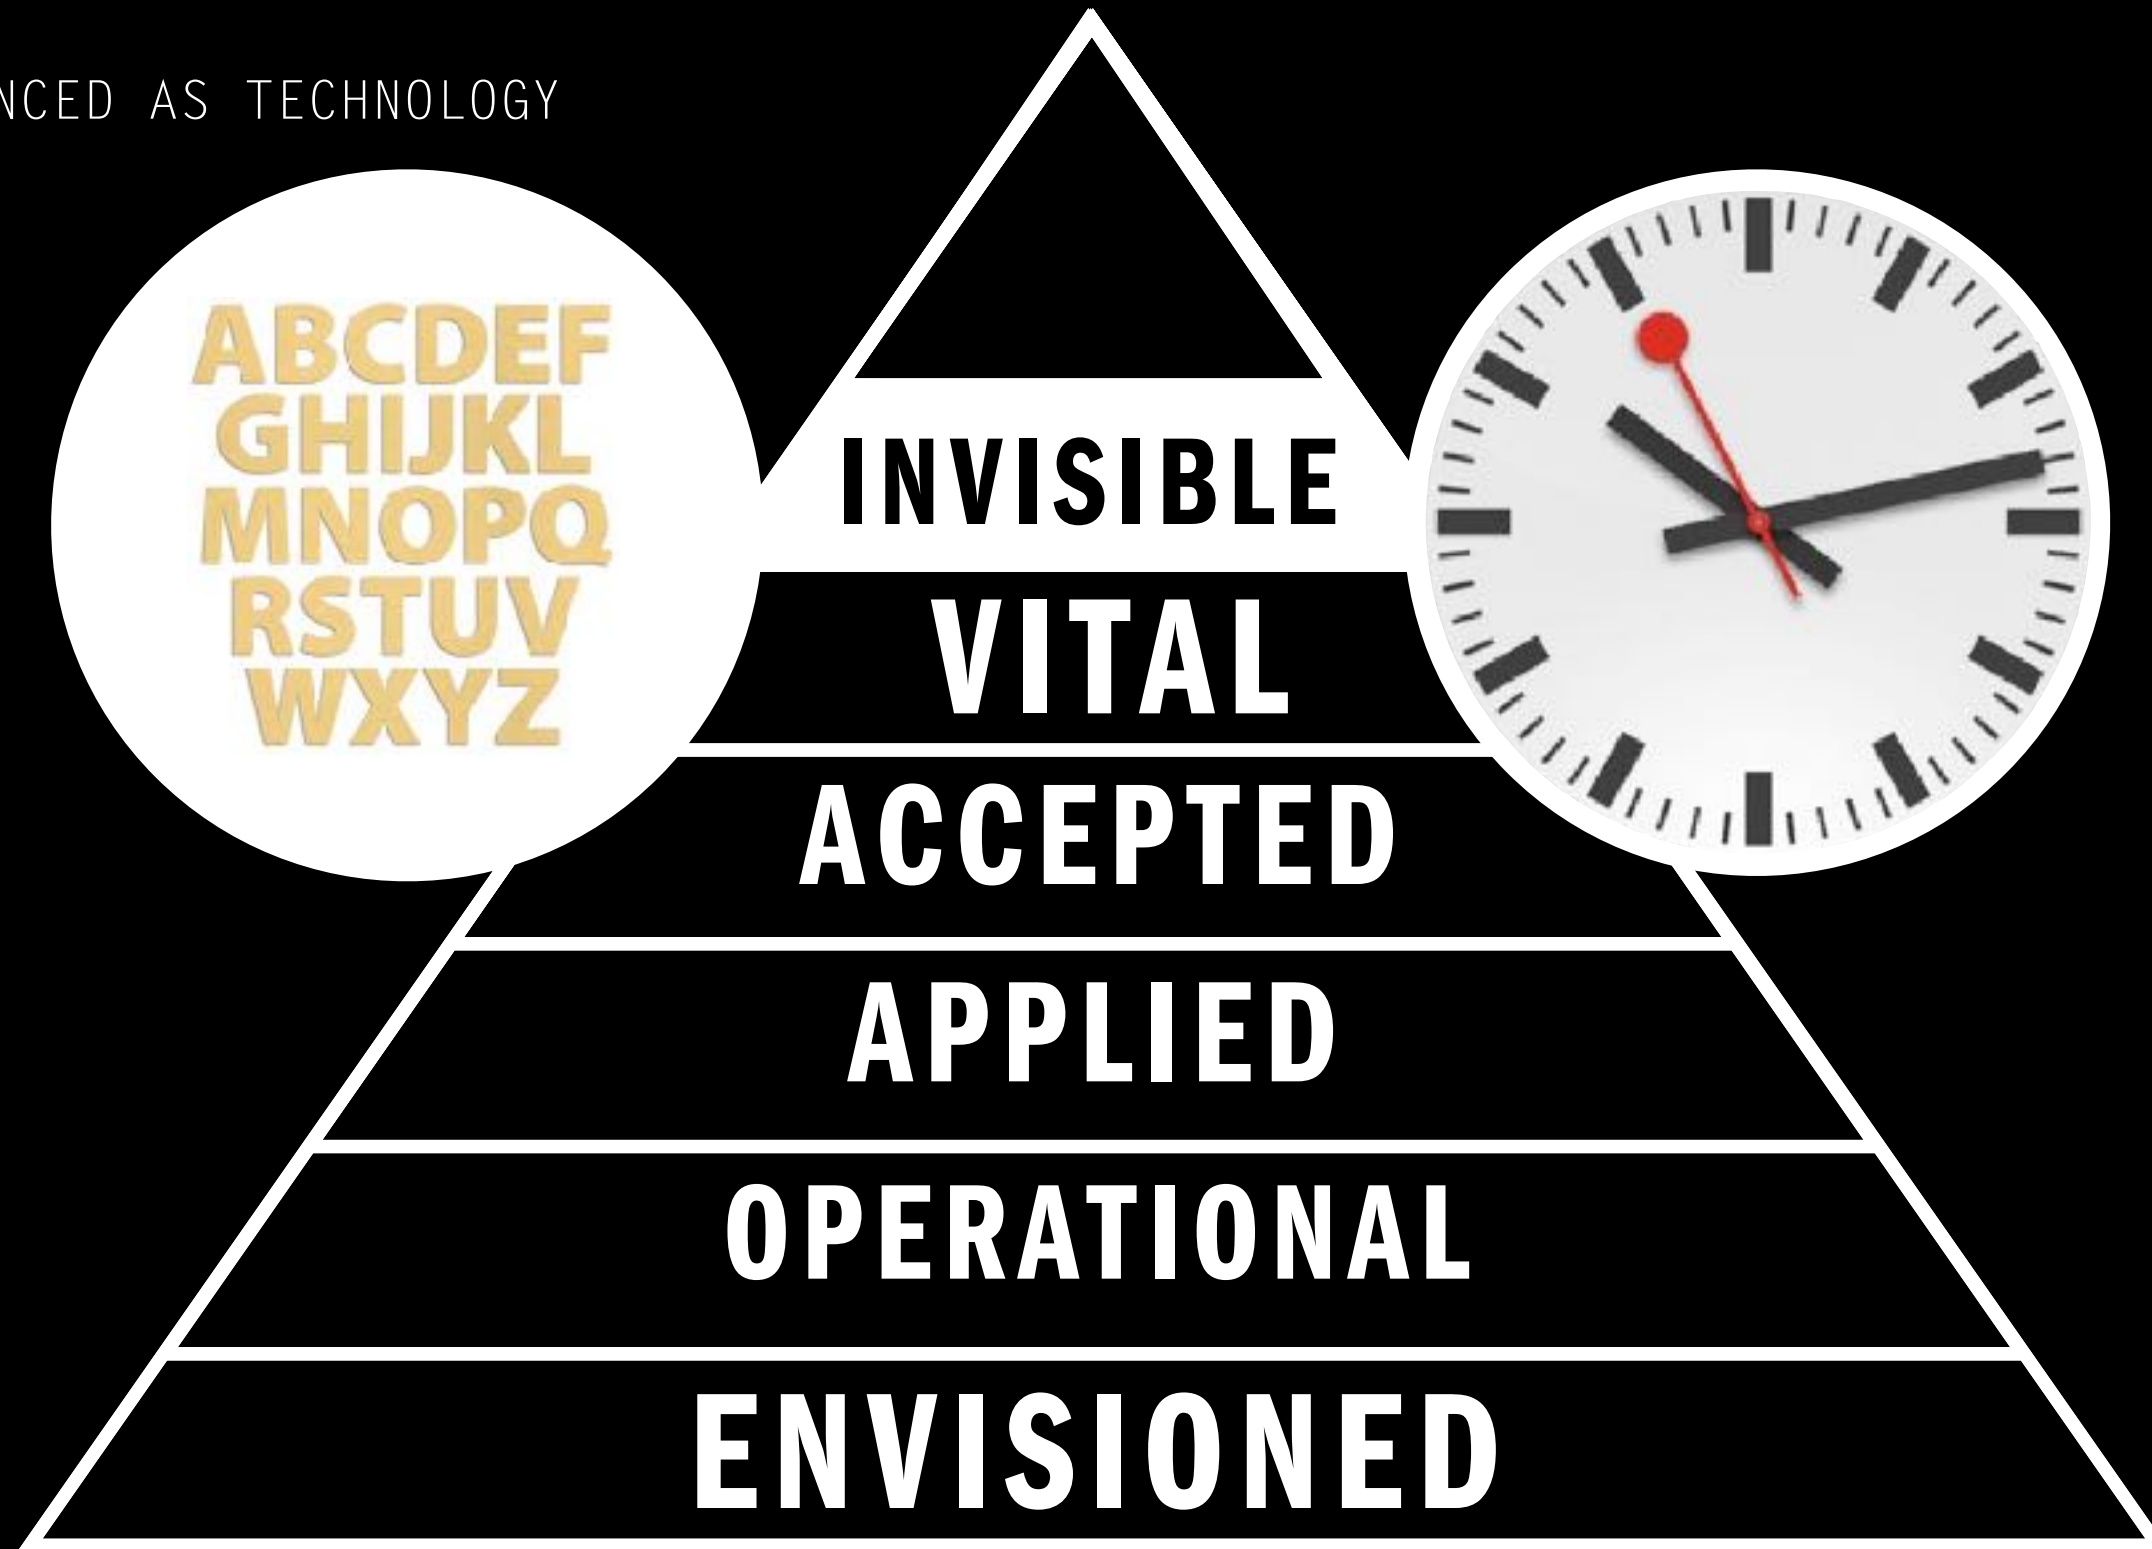 NCED AS TECHNOLOGY
ABCDEF
GHIJKL
MNOPQ
RSTUV
WXYZ
INVISIBLE
VITAL
ACCEPTED
APPLIED
OPERATIONAL
ENVISIONED